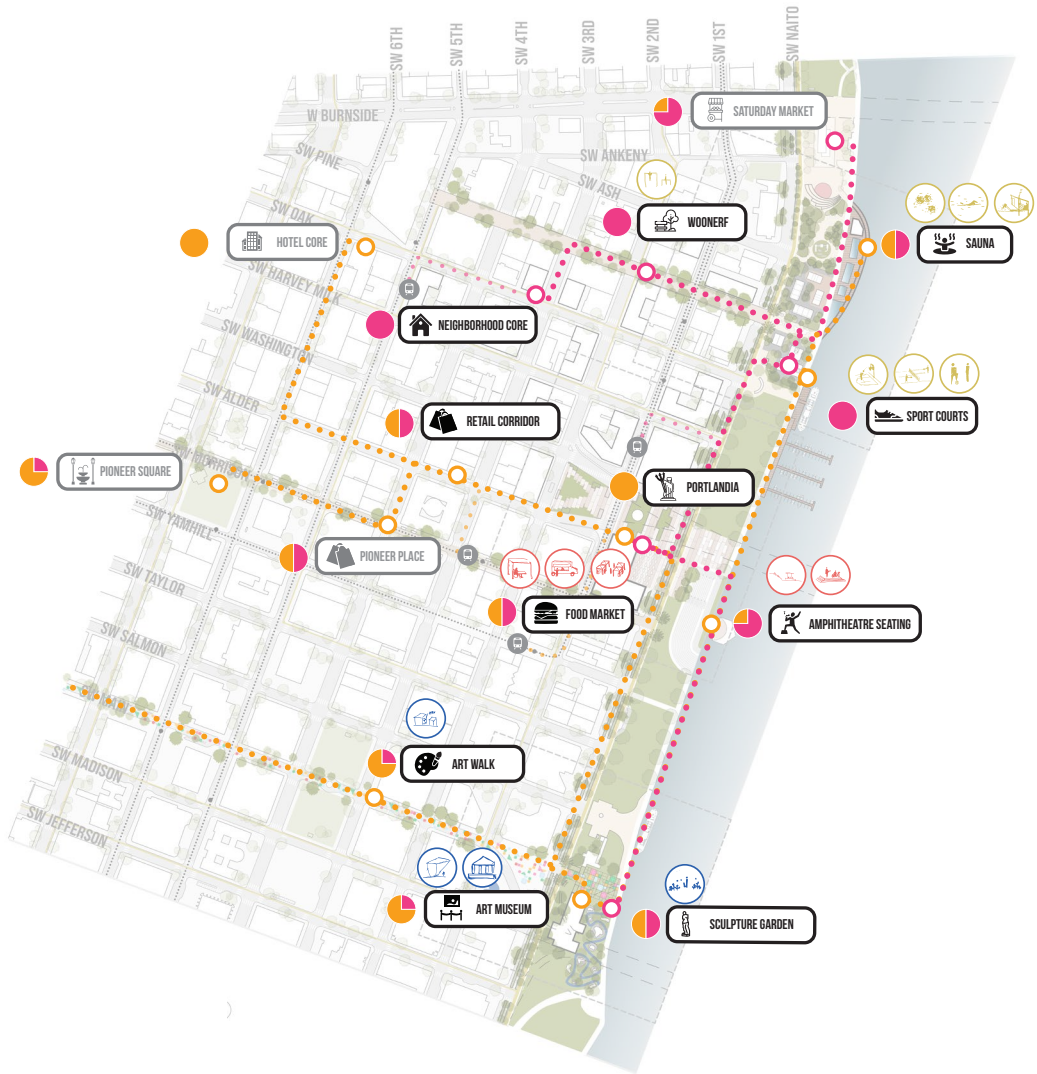 SW 6TH
SW 5TH
SW 4TH
SW 3RD
SW 2ND
SW 1ST
SW NAITO
W BURNSIDE
SATURDAY MARKET
SW PINE
SW ANKENY
SW ASH
SW OAK
WOONERF
HOTEL CORE
SAUNA
SW HARVEY MILK
NEIGHBORHOOD CORE
SW WASHINGTON
SW ALDER
RETAIL CORRIDOR
SPORT COURTS
PIONEER SQUARE
SW MORRISON
PORTLANDIA
SW YAMHILL
PIONEER PLACE
SW TAYLOR
FOOD MARKET
AMPHITHEATRE SEATING
SW SALMON
ART WALK
SW MADISON
SW JEFFERSON
ART MUSEUM
SCULPTURE GARDEN